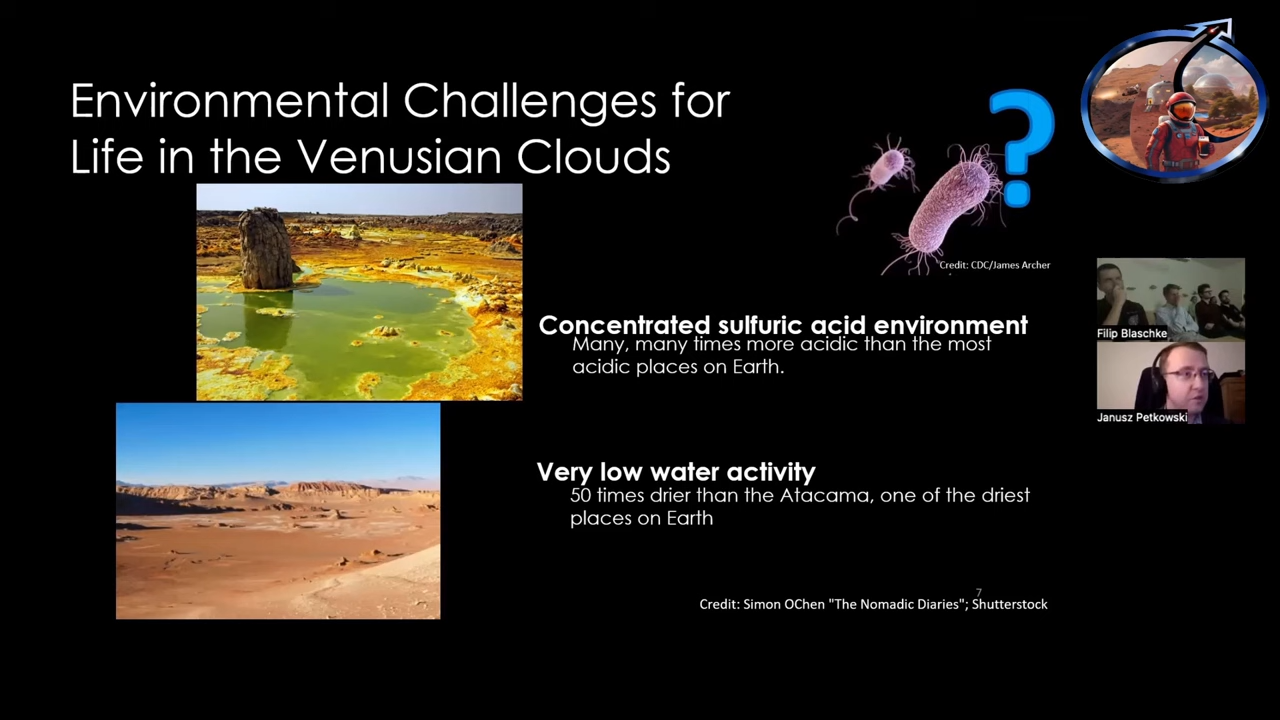 Environmental Challenges for
Life in the Venusian Clouds
Credit: CDC/James Archer
Concentrated sulfuric acid environment
Many, many times more acidic than the most
acidic places on Earth.
Filip Blaschke
Janusz Petkowski
Very low water activity
50 times drier than the Atacama, one of the driest
places on Earth
7
Credit: Simon OChen "The Nomadic Diaries"; Shutterstock
?